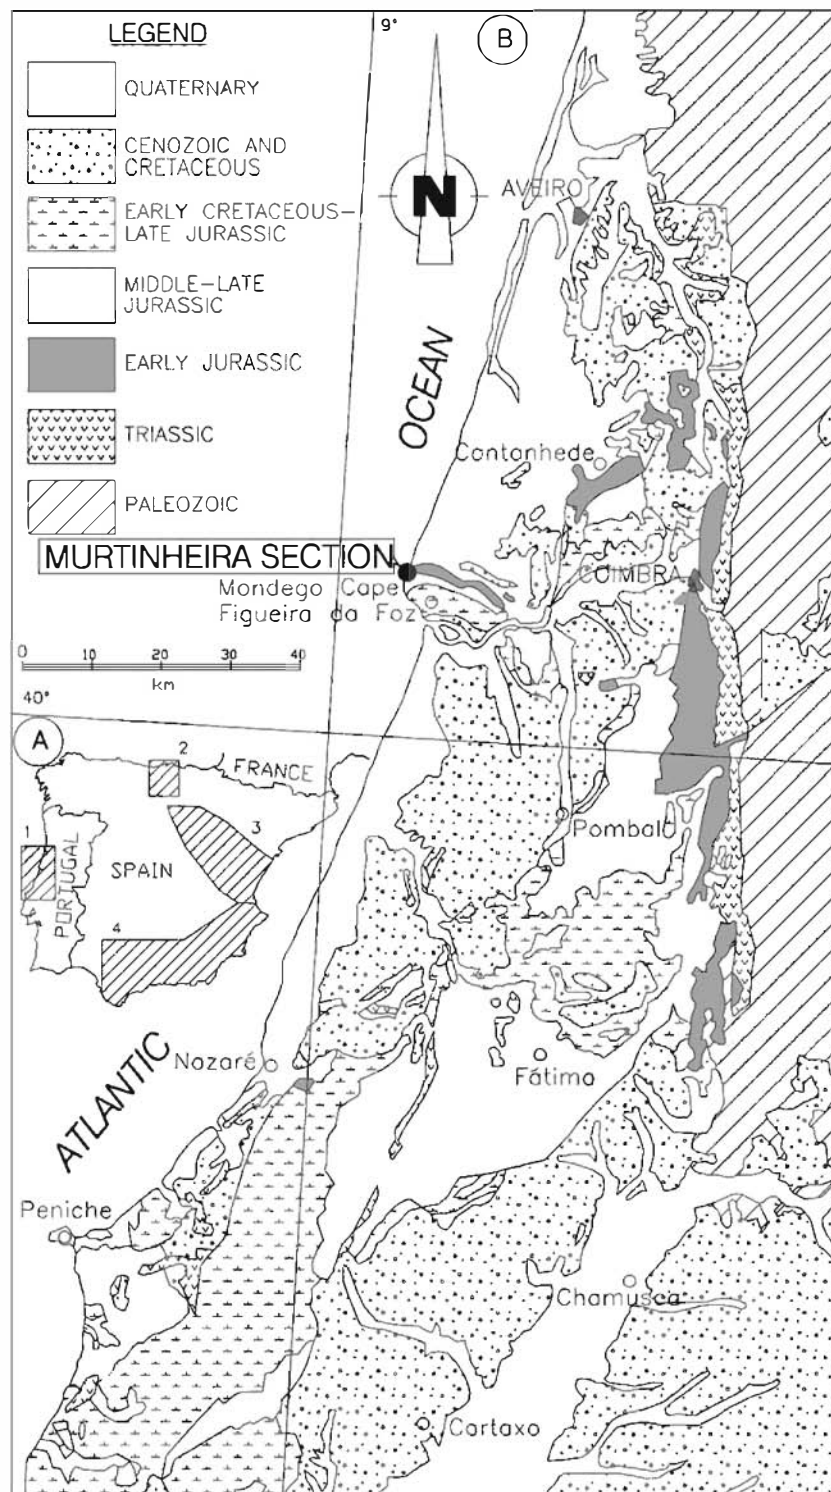 LEGEND
QUATERNARY
CENOZOIC AND
CRETACEOUS
EARLY CRETACEOUS-
LATE JURASSIC
MIDDLE-LATE
JURASSIC
EARLY JURASSIC
TRIASSIC
PALEOZOIC
9°
B
N
AVEIRO
OCEAN
Cantanhede
MURTINHEIRA SECTION
COIMBRA
Mondego Cape
Figueira da Foz
0 10 20 30 40
km
40°
A
2
FRANCE
1
3
SPAIN
PORTUGAL
4
Pombal
ATLANTIC
Nazaré
Fátima
Peniche
Chamusca
Cartaxo